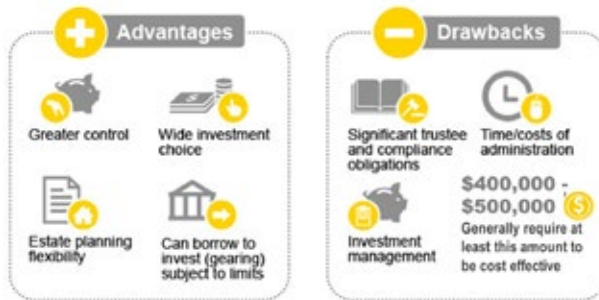 Advantages
Greater control
Wide investment
choice
Estate planning
flexibility
Can borrow to
invest (gearing)
subject to limits
Drawbacks
Significant trustee
and compliance
obligations
Time/costs of
administration
Investment
management
$400,000 -
$500,000
Generally require at
least this amount to
be cost effective